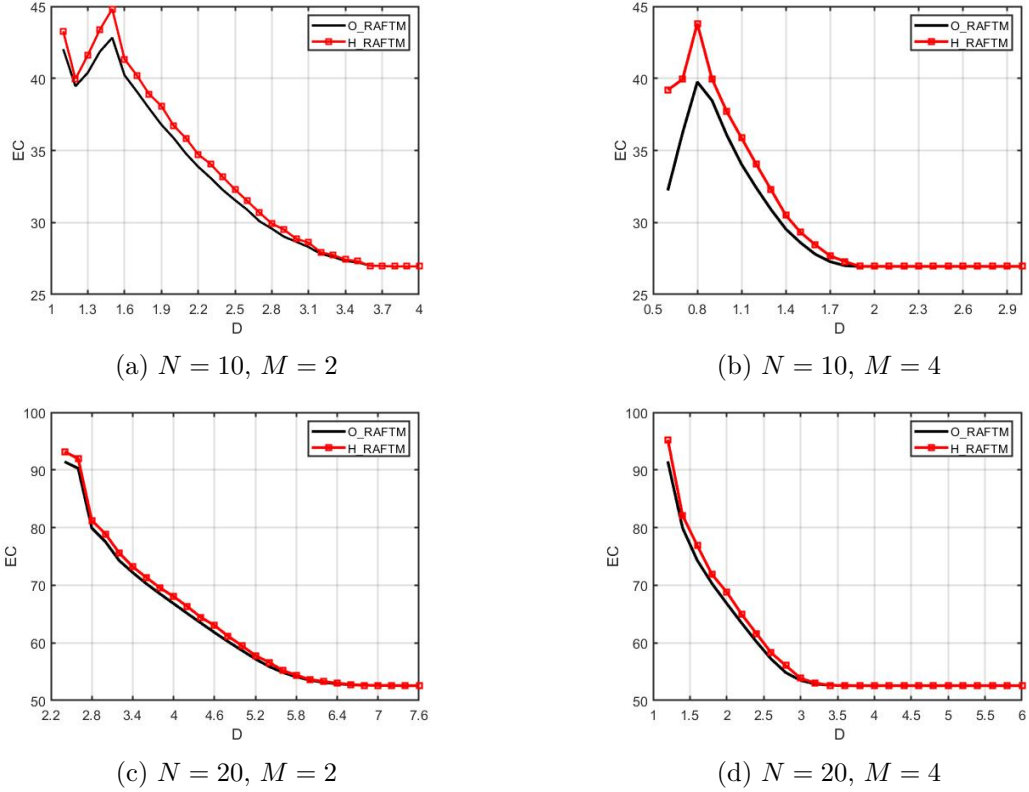 45
40
35
30
25
EC
1 1.3 1.6 1.9 2.2 2.5 2.8 3.1 3.4 3.7 4
D
O_RAFTM
H_RAFTM
(a) N = 10, M = 2
45
40
35
30
25
EC
0.5 0.8 1.1 1.4 1.7 2 2.3 2.6 2.9
D
O_RAFTM
H_RAFTM
(b) N = 10, M = 4
100
90
80
70
60
50
EC
2.2 2.8 3.4 4 4.6 5.2 5.8 6.4 7 7.6
D
O_RAFTM
H_RAFTM
(c) N = 20, M = 2
100
90
80
70
60
50
EC
1 1.5 2 2.5 3 3.5 4 4.5 5 5.5 6
D
O_RAFTM
H_RAFTM
(d) N = 20, M = 4